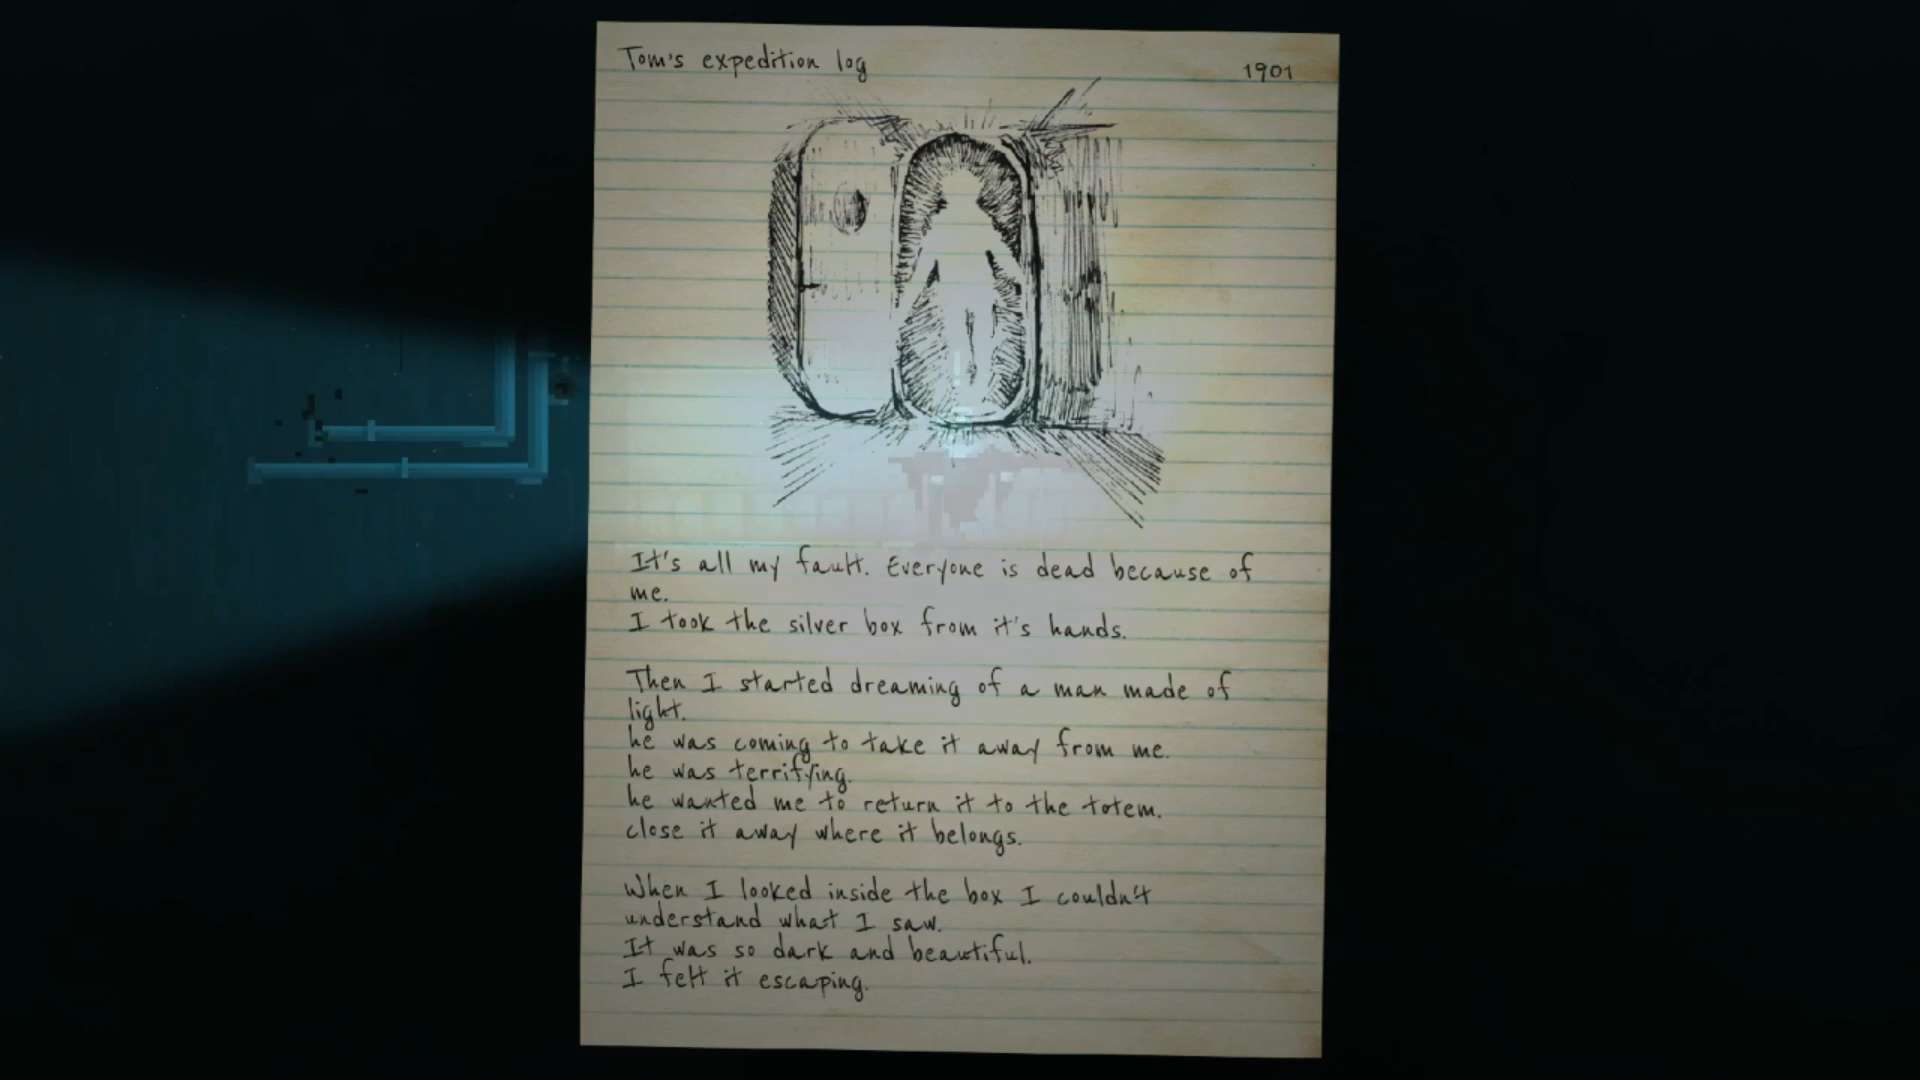 Tom's expedition log 1901
It's all my fault. Everyone is dead because of
me.
I took the silver box from it's hands.
Then I started dreaming of a man made of
light.
he was coming to take it away from me.
he was terrifying.
he wanted me to return it to the totem.
close it away where it belongs.
When I looked inside the box I couldn't
understand what I saw.
It was so dark and beautiful.
I felt it escaping.